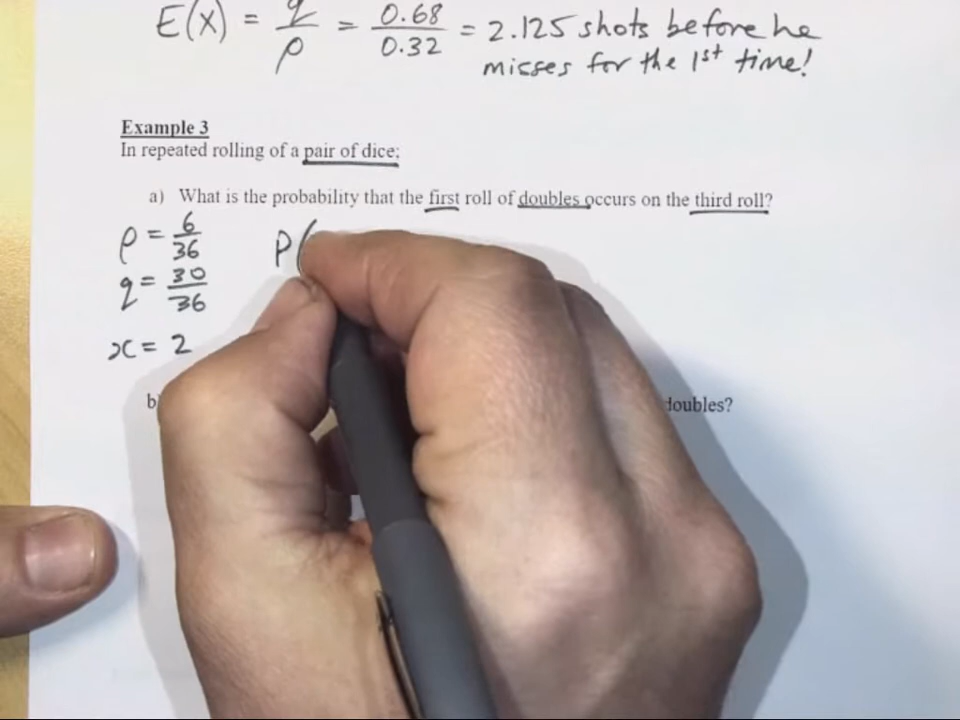 E(X) = q/p = 0.68/0.32 = 2.125 shots before he
misses for the 1st time!
Example 3
In repeated rolling of a pair of dice:
a) What is the probability that the first roll of doubles occurs on the third roll?
p = 6/36
q = 30/36
P(
x = 2
b doubles?